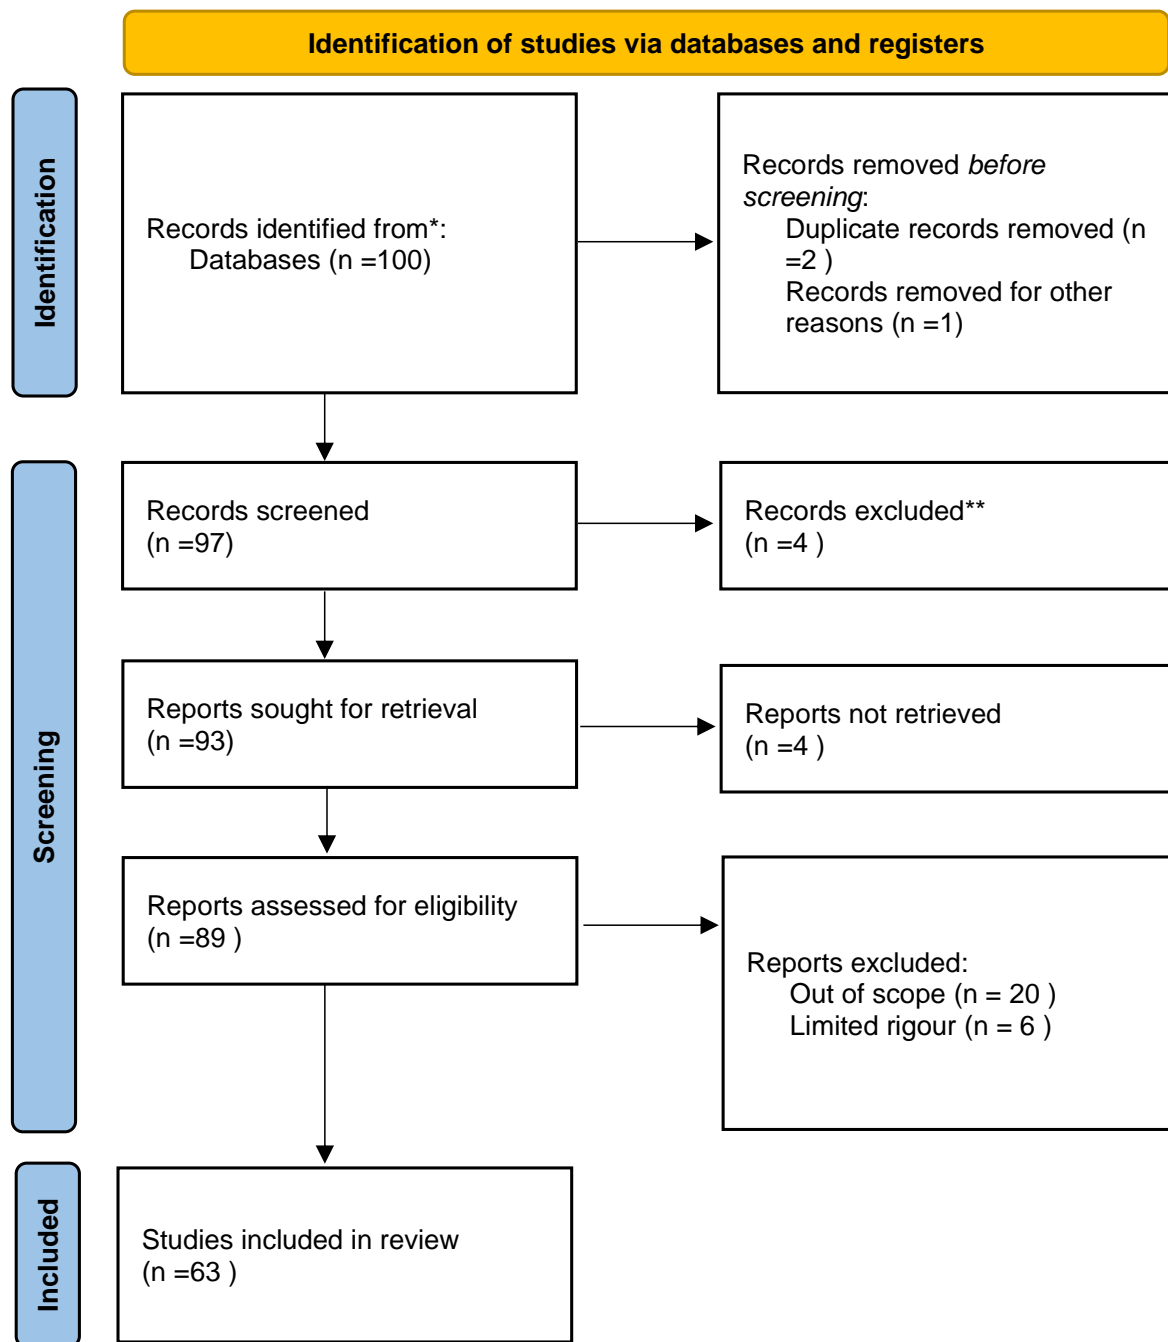 Identification of studies via databases and registers
Identification
Records identified from*:
Databases (n =100)
Records removed before
screening:
Duplicate records removed (n
=2 )
Records removed for other
reasons (n =1)
Screening
Records screened
(n =97)
Records excluded**
(n =4 )
Reports sought for retrieval
(n =93)
Reports not retrieved
(n =4 )
Reports assessed for eligibility
(n =89 )
Reports excluded:
Out of scope (n = 20 )
Limited rigour (n = 6 )
Included
Studies included in review
(n =63 )